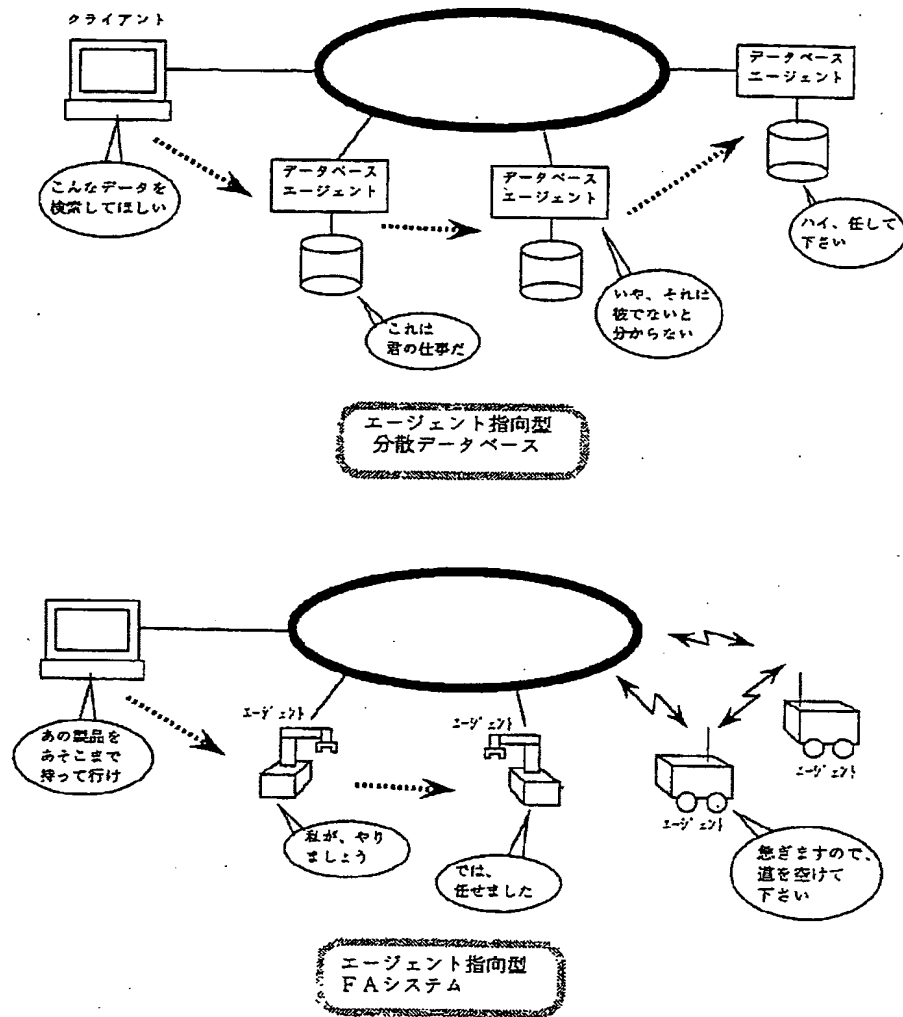 クライアント
データベース
エージェント
こんなデータを
検索してほしい
データベース
エージェント
データベース
エージェント
ハイ、任して
下さい
いや、それは
彼でないと
分からない
これは
君の仕事だ
エージェント指向型
分散データベース
あの製品を
あそこまで
持って行け
エージェント
エージェント
エージェント
エージェント
私が、やり
ましょう
では、
任せました
急ぎますので、
道を空けて
下さい
エージェント指向型
FAシステム